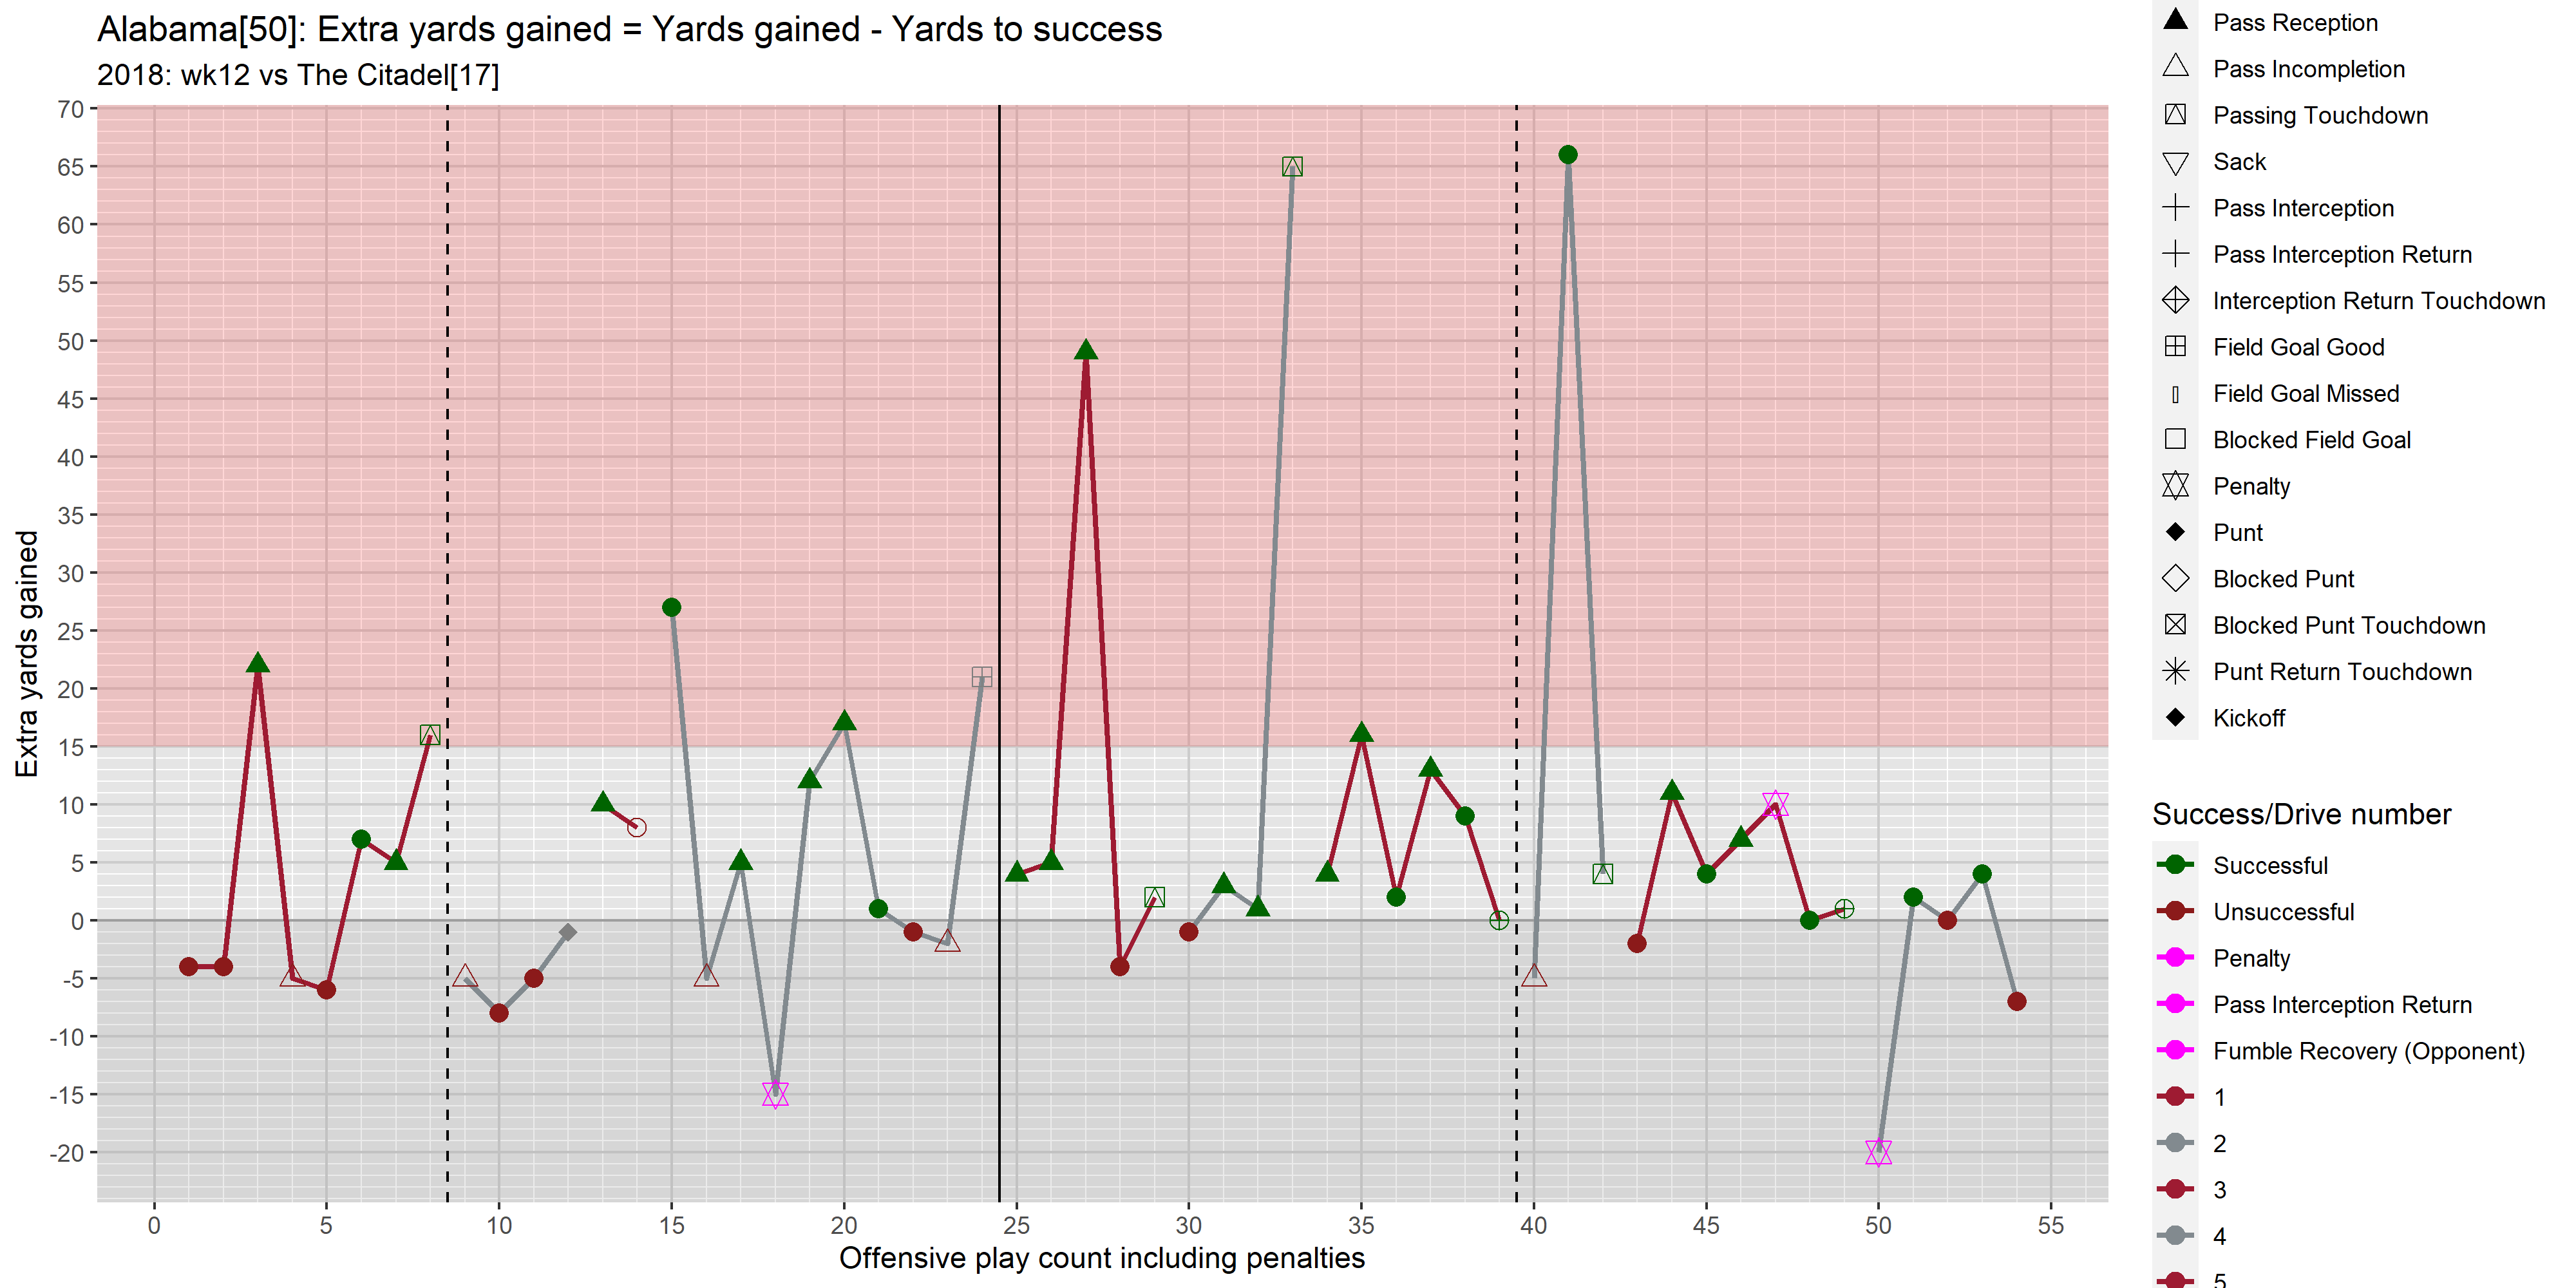 Alabama[50]: Extra yards gained = Yards gained - Yards to success
2018: wk12 vs The Citadel[17]
Extra yards gained
70
65
60
55
50
45
40
35
30
25
20
15
10
5
0
-5
-10
-15
-20
0 5 10 15 20 25 30 35 40 45 50 55
Offensive play count including penalties
Pass Reception
Pass Incompletion
Passing Touchdown
Sack
Pass Interception
Pass Interception Return
Interception Return Touchdown
Field Goal Good
Field Goal Missed
Blocked Field Goal
Penalty
Punt
Blocked Punt
Blocked Punt Touchdown
Punt Return Touchdown
Kickoff
Success/Drive number
Successful
Unsuccessful
Penalty
Pass Interception Return
Fumble Recovery (Opponent)
1
2
3
4
5